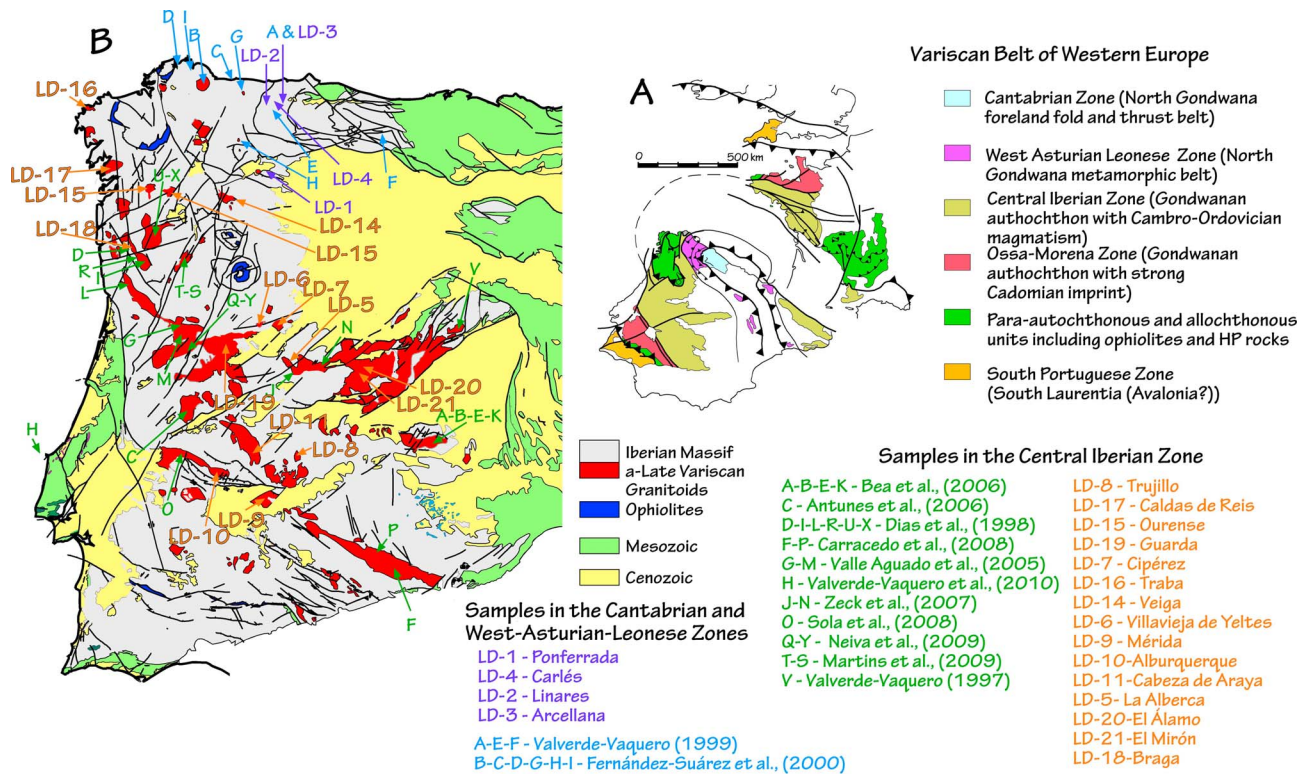 B
D
I
B
C
G
A & LD-3
LD-2
LD-16
LD-17
U-X
LD-15
LD-18
D
R
I
L
T-S
Q-Y
G
M
E
H
LD-4
F
LD-1
LD-14
LD-15
LD-6
LD-7
LD-5
V
N
J
LD-20
LD-21
LD-19
LD-11
A-B-E-K
LD-8
H
C
O
LD-9
LD-10
P
F
A
0
500 km
Variscan Belt of Western Europe
Cantabrian Zone (North Gondwana
foreland fold and thrust belt)
West Asturian Leonese Zone (North
Gondwana metamorphic belt)
Central Iberian Zone (Gondwanan
authochthon with Cambro-Ordovician
magmatism)
Ossa-Morena Zone (Gondwanan
authochthon with strong
Cadomian imprint)
Para-autochthonous and allochthonous
units including ophiolites and HP rocks
South Portuguese Zone
(South Laurentia (Avalonia?))
Iberian Massif
a-Late Variscan
Granitoids
Ophiolites
Mesozoic
Cenozoic
Samples in the Cantabrian and
West-Asturian-Leonese Zones
LD-1 - Ponferrada
LD-4 - Carlés
LD-2 - Linares
LD-3 - Arcellana
A-E-F - Valverde-Vaquero (1999)
B-C-D-G-H-I - Fernández-Suárez et al., (2000)
Samples in the Central Iberian Zone
A-B-E-K - Bea et al., (2006)
C - Antunes et al., (2006)
D-I-L-R-U-X - Dias et al., (1998)
F-P- Carracedo et al., (2008)
G-M - Valle Aguado et al., (2005)
H - Valverde-Vaquero et al., (2010)
J-N - Zeck et al., (2007)
O - Sola et al., (2008)
Q-Y - Neiva et al., (2009)
T-S - Martins et al., (2009)
V - Valverde-Vaquero (1997)
LD-8 - Trujillo
LD-17 - Caldas de Reis
LD-15 - Ourense
LD-19 - Guarda
LD-7 - Cipérez
LD-16 - Traba
LD-14 - Veiga
LD-6 - Villavieja de Yeltes
LD-9 - Mérida
LD-10-Alburquerque
LD-11-Cabeza de Araya
LD-5 - La Alberca
LD-20-El Álamo
LD-21-El Mirón
LD-18-Braga